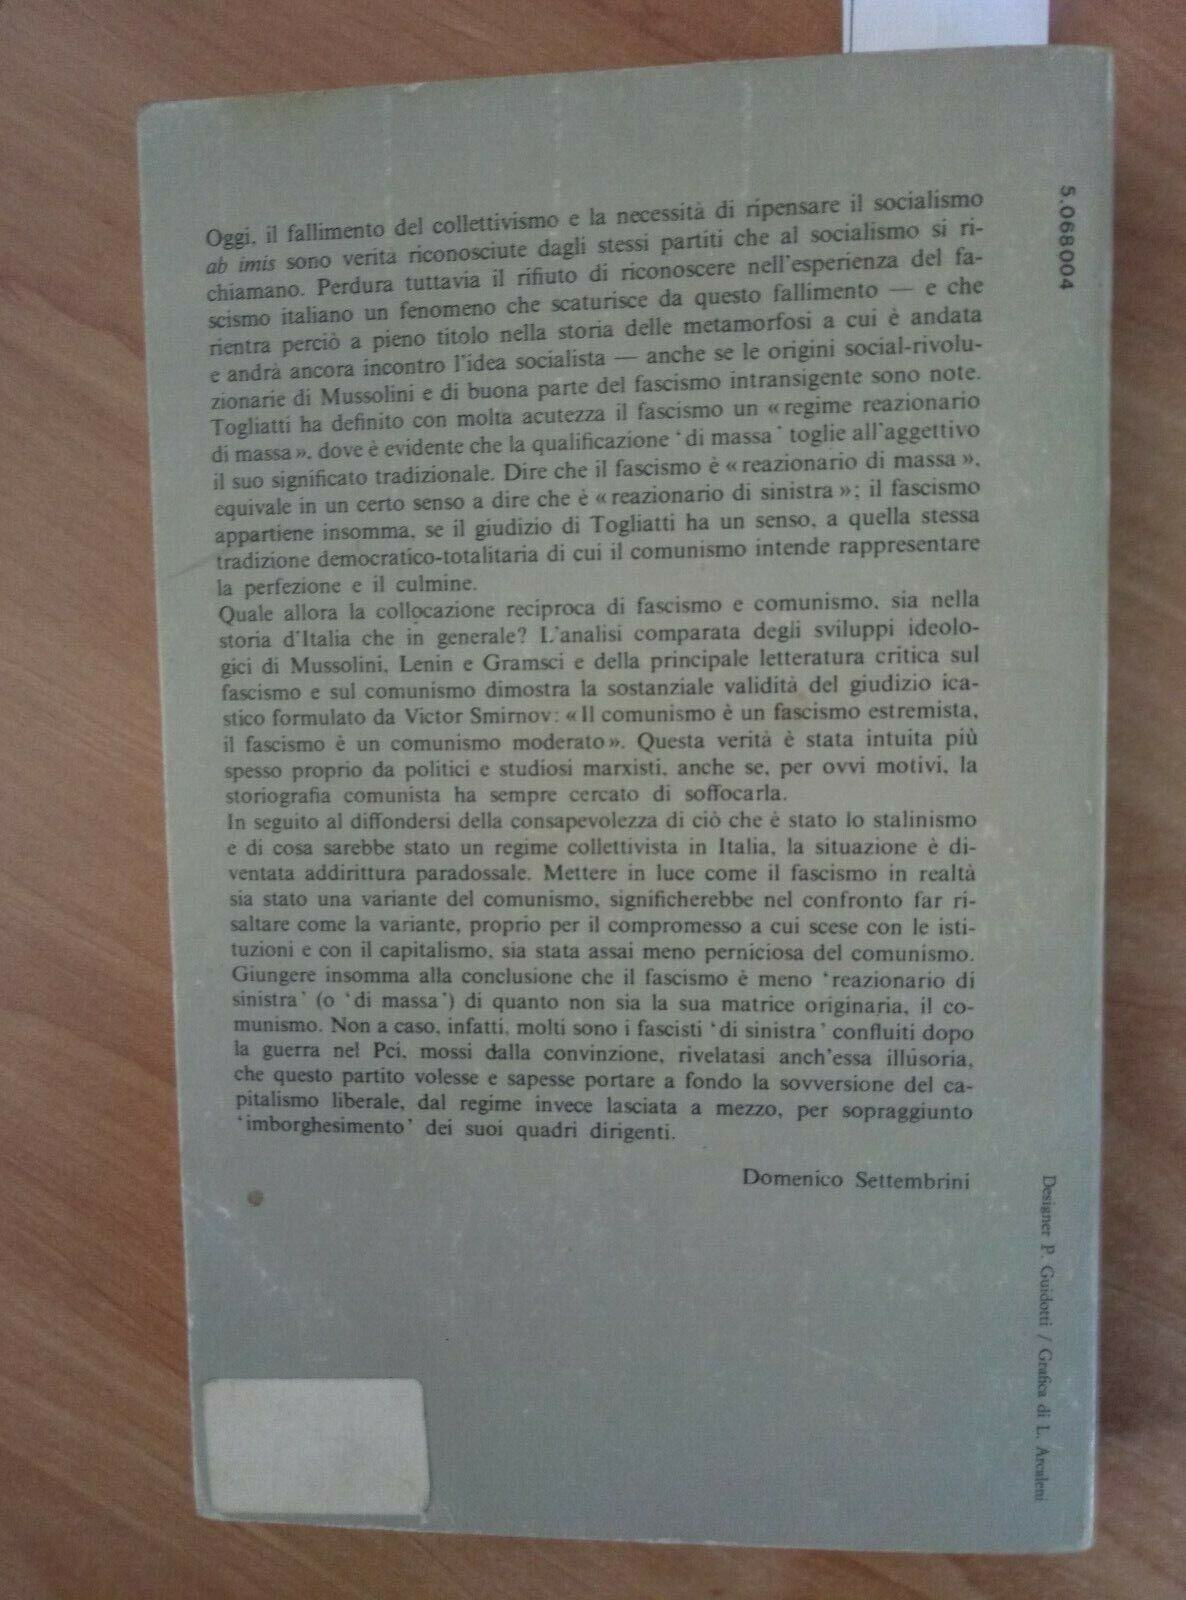 Oggi, il fallimento del collettivismo e la necessità di ripensare il socialismo
ab imis sono verità riconosciute dagli stessi partiti che al socialismo si ri-
chiamano. Perdura tuttavia il rifiuto di riconoscere nell'esperienza del fa-
scismo italiano un fenomeno che scaturisce da questo fallimento — e che
rientra perciò a pieno titolo nella storia delle metamorfosi a cui è andata
e andrà ancora incontro l'idea socialista — anche se le origini social-rivolu-
zionarie di Mussolini e di buona parte del fascismo intransigente sono note.
Togliatti ha definito con molta acutezza il fascismo un « regime reazionario
di massa », dove è evidente che la qualificazione ' di massa ' toglie all'aggettivo
il suo significato tradizionale. Dire che il fascismo è « reazionario di massa »,
equivale in un certo senso a dire che è « reazionario di sinistra »; il fascismo
appartiene insomma, se il giudizio di Togliatti ha un senso, a quella stessa
tradizione democratico-totalitaria di cui il comunismo intende rappresentare
la perfezione e il culmine.
Quale allora la collocazione reciproca di fascismo e comunismo, sia nella
storia d'Italia che in generale? L'analisi comparata degli sviluppi ideolo-
gici di Mussolini, Lenin e Gramsci e della principale letteratura critica sul
fascismo e sul comunismo dimostra la sostanziale validità del giudizio ica-
stico formulato da Victor Smirnov: « Il comunismo è un fascismo estremista,
il fascismo è un comunismo moderato ». Questa verità è stata intuita più
spesso proprio da politici e studiosi marxisti, anche se, per ovvi motivi, la
storiografia comunista ha sempre cercato di soffocarla.
In seguito al diffondersi della consapevolezza di ciò che è stato lo stalinismo
e di cosa sarebbe stato un regime collettivista in Italia, la situazione è di-
ventata addirittura paradossale. Mettere in luce come il fascismo in realtà
sia stato una variante del comunismo, significherebbe nel confronto far ri-
saltare come la variante, proprio per il compromesso a cui scese con le isti-
tuzioni e con il capitalismo, sia stata assai meno perniciosa del comunismo.
Giungere insomma alla conclusione che il fascismo è meno 'reazionario di
sinistra' (o 'di massa') di quanto non sia la sua matrice originaria, il co-
munismo. Non a caso, infatti, molti sono i fascisti 'di sinistra' confluiti dopo
la guerra nel Pci, mossi dalla convinzione, rivelatasi anch'essa illusoria,
che questo partito volesse e sapesse portare a fondo la sovversione del ca-
pitalismo liberale, dal regime invece lasciata a mezzo, per sopraggiunto
'imborghesimento' dei suoi quadri dirigenti.
Domenico Settembrini
5.068004
Designer P. Guidotti / Grafica di L. Arcaleni